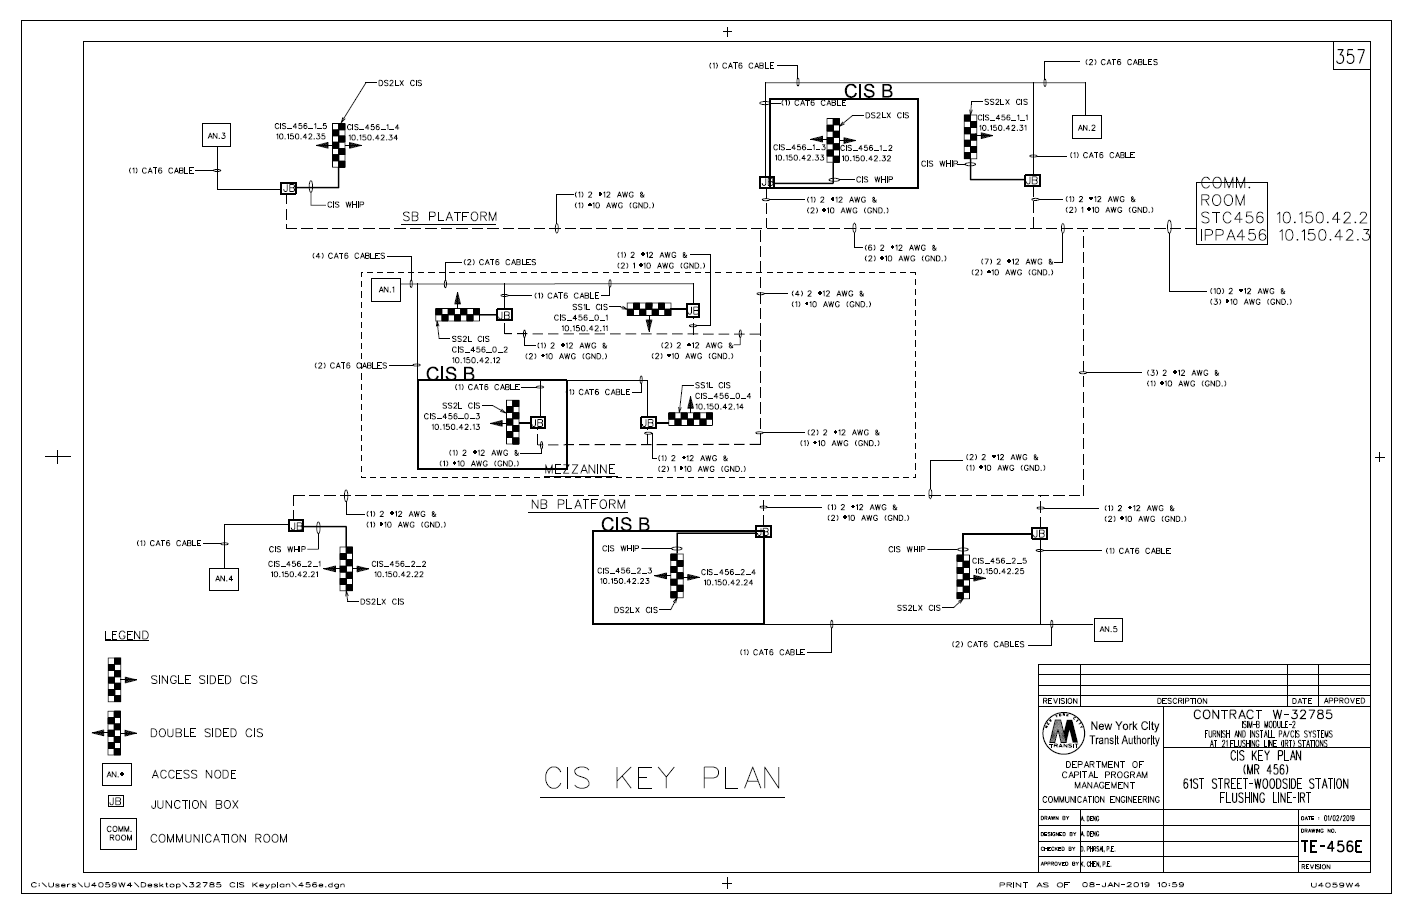 357
(1) CAT6 CABLE
(2) CAT6 CABLES
DS2LX CIS
CIS B
(1) CAT6 CABLE
DS2LX CIS
SS2LX CIS
CIS_456_1_1
10.150.42.31
AN.2
CIS_456_1_5
10.150.42.35
CIS_456_1_4
10.150.42.34
AN.3
CIS_456_1_3
10.150.42.33
CIS_456_1_2
10.150.42.32
(1) CAT6 CABLE
CIS WHIP
(1) CAT6 CABLE
CIS WHIP
JB
JB
JB
CIS WHIP
COMM.
ROOM
STC456 10.150.42.2
IPPA456 10.150.42.3
(1) 2 #12 AWG &
(1) #10 AWG (GND.)
(1) 2 #12 AWG &
(2) #10 AWG (GND.)
(1) 2 #12 AWG &
(2) 1 #10 AWG (GND.)
SB PLATFORM
(6) 2 #12 AWG &
(2) #10 AWG (GND.)
(7) 2 #12 AWG &
(2) #10 AWG (GND.)
(10) 2 #12 AWG &
(3) #10 AWG (GND.)
(4) CAT6 CABLES
(2) CAT6 CABLES
(1) 2 #12 AWG &
(2) 1 #10 AWG (GND.)
AN.1
(1) CAT6 CABLE
SS1L CIS
CIS_456_0_1
10.150.42.11
JB
JB
(4) 2 #12 AWG &
(1) #10 AWG (GND.)
SS2L CIS
CIS_456_0_2
10.150.42.12
(1) 2 #12 AWG &
(2) #10 AWG (GND.)
(2) 2 #12 AWG &
(2) #10 AWG (GND.)
(2) CAT6 CABLES
CIS B
(1) CAT6 CABLE
(1) CAT6 CABLE
SS1L CIS
CIS_456_0_4
10.150.42.14
(3) 2 #12 AWG &
(1) #10 AWG (GND.)
SS2L CIS
CIS_456_0_3
10.150.42.13
JB
JB
(2) 2 #12 AWG &
(1) #10 AWG (GND.)
(1) 2 #12 AWG &
(1) #10 AWG (GND.)
(1) 2 #12 AWG &
(2) 1 #10 AWG (GND.)
MEZZANINE
(2) 2 #12 AWG &
(1) #10 AWG (GND.)
NB PLATFORM
(1) 2 #12 AWG &
(1) #10 AWG (GND.)
(1) 2 #12 AWG &
(2) #10 AWG (GND.)
(1) 2 #12 AWG &
(2) #10 AWG (GND.)
JB
CIS B
JB
JB
(1) CAT6 CABLE
CIS WHIP
CIS WHIP
CIS WHIP
(1) CAT6 CABLE
CIS_456_2_1
10.150.42.21
CIS_456_2_2
10.150.42.22
CIS_456_2_3
10.150.42.23
CIS_456_2_4
10.150.42.24
CIS_456_2_5
10.150.42.25
AN.4
DS2LX CIS
DS2LX CIS
SS2LX CIS
AN.5
(1) CAT6 CABLE
(2) CAT6 CABLES
LEGEND
SINGLE SIDED CIS
DOUBLE SIDED CIS
AN.#
ACCESS NODE
JB
JUNCTION BOX
COMM.
ROOM
COMMUNICATION ROOM
CIS KEY PLAN
REVISION DESCRIPTION DATE APPROVED
NEW YORK CITY
TRANSIT
New York City
Transit Authority
DEPARTMENT OF
CAPITAL PROGRAM
MANAGEMENT
COMMUNICATION ENGINEERING
CONTRACT W-32785
ISIM-B MODULE-2
FURNISH AND INSTALL PA/CIS SYSTEMS
AT 21 FLUSHING LINE (IRT) STATIONS
CIS KEY PLAN
(MR 456)
61ST STREET-WOODSIDE STATION
FLUSHING LINE-IRT
DRAWN BY A. DENG
DESIGNED BY A. DENG
CHECKED BY
APPROVED BY K. CHEN, P.E.
DATE : 01/02/2019
DRAWING NO.
TE-456E
REVISION
C:\Users\U4059W4\Desktop\32785 CIS Keyplan\456e.dgn
PRINT AS OF 08-JAN-2019 10:59
U4059W4